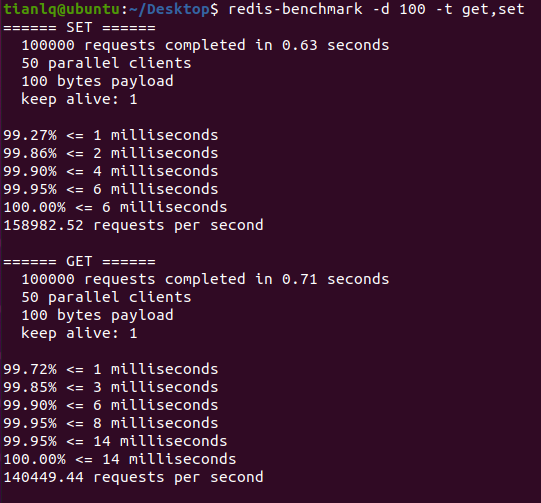 tianlq@ubuntu:~/Desktop$ redis-benchmark -d 100 -t get,set
====== SET ======
  100000 requests completed in 0.63 seconds
  50 parallel clients
  100 bytes payload
  keep alive: 1

99.27% <= 1 milliseconds
99.86% <= 2 milliseconds
99.90% <= 4 milliseconds
99.95% <= 6 milliseconds
100.00% <= 6 milliseconds
158982.52 requests per second

====== GET ======
  100000 requests completed in 0.71 seconds
  50 parallel clients
  100 bytes payload
  keep alive: 1

99.72% <= 1 milliseconds
99.85% <= 3 milliseconds
99.90% <= 6 milliseconds
99.95% <= 8 milliseconds
99.95% <= 14 milliseconds
100.00% <= 14 milliseconds
140449.44 requests per second